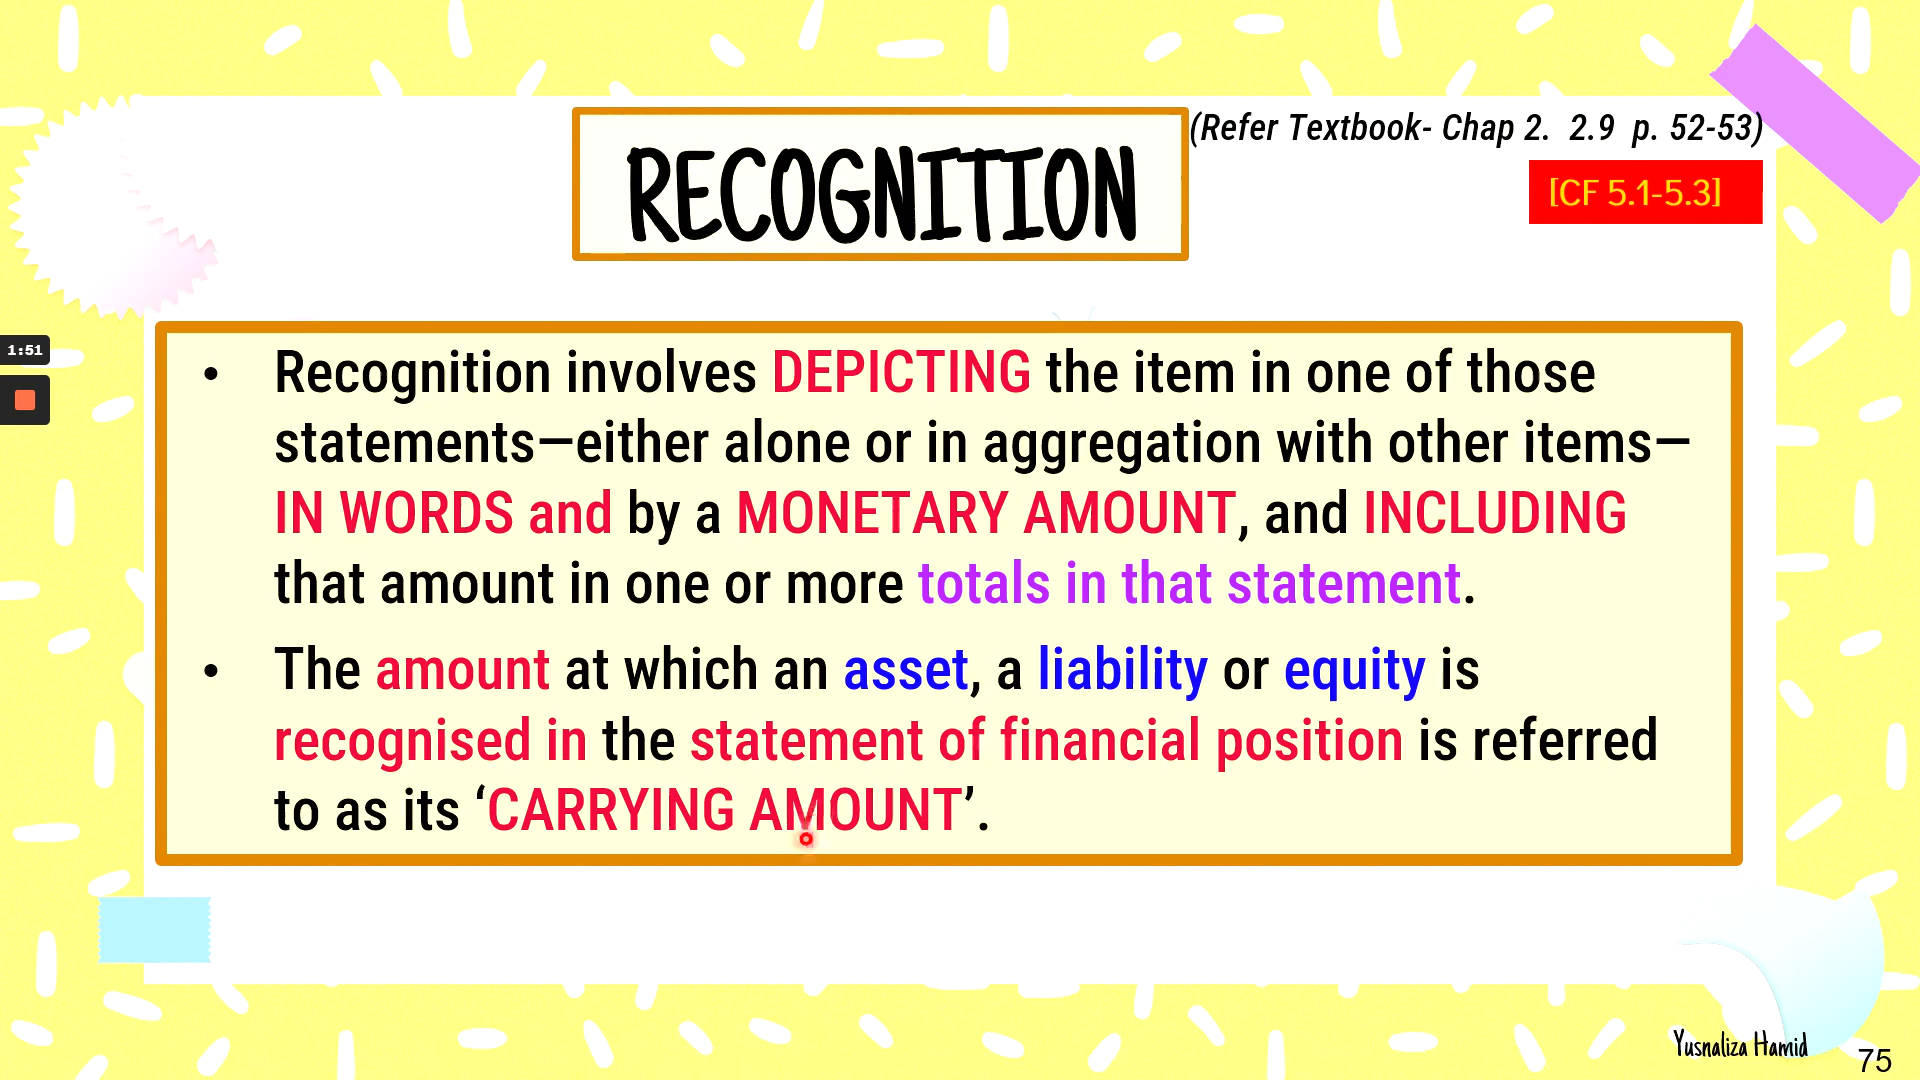 (Refer Textbook- Chap 2.  2.9  p. 52-53)
RECOGNITION
[CF 5.1-5.3]
1:51
• Recognition involves DEPICTING the item in one of those
statements—either alone or in aggregation with other items—
IN WORDS and by a MONETARY AMOUNT, and INCLUDING
that amount in one or more totals in that statement.
• The amount at which an asset, a liability or equity is
recognised in the statement of financial position is referred
to as its ‘CARRYING AMOUNT’.
Yusnaliza Hamid
75